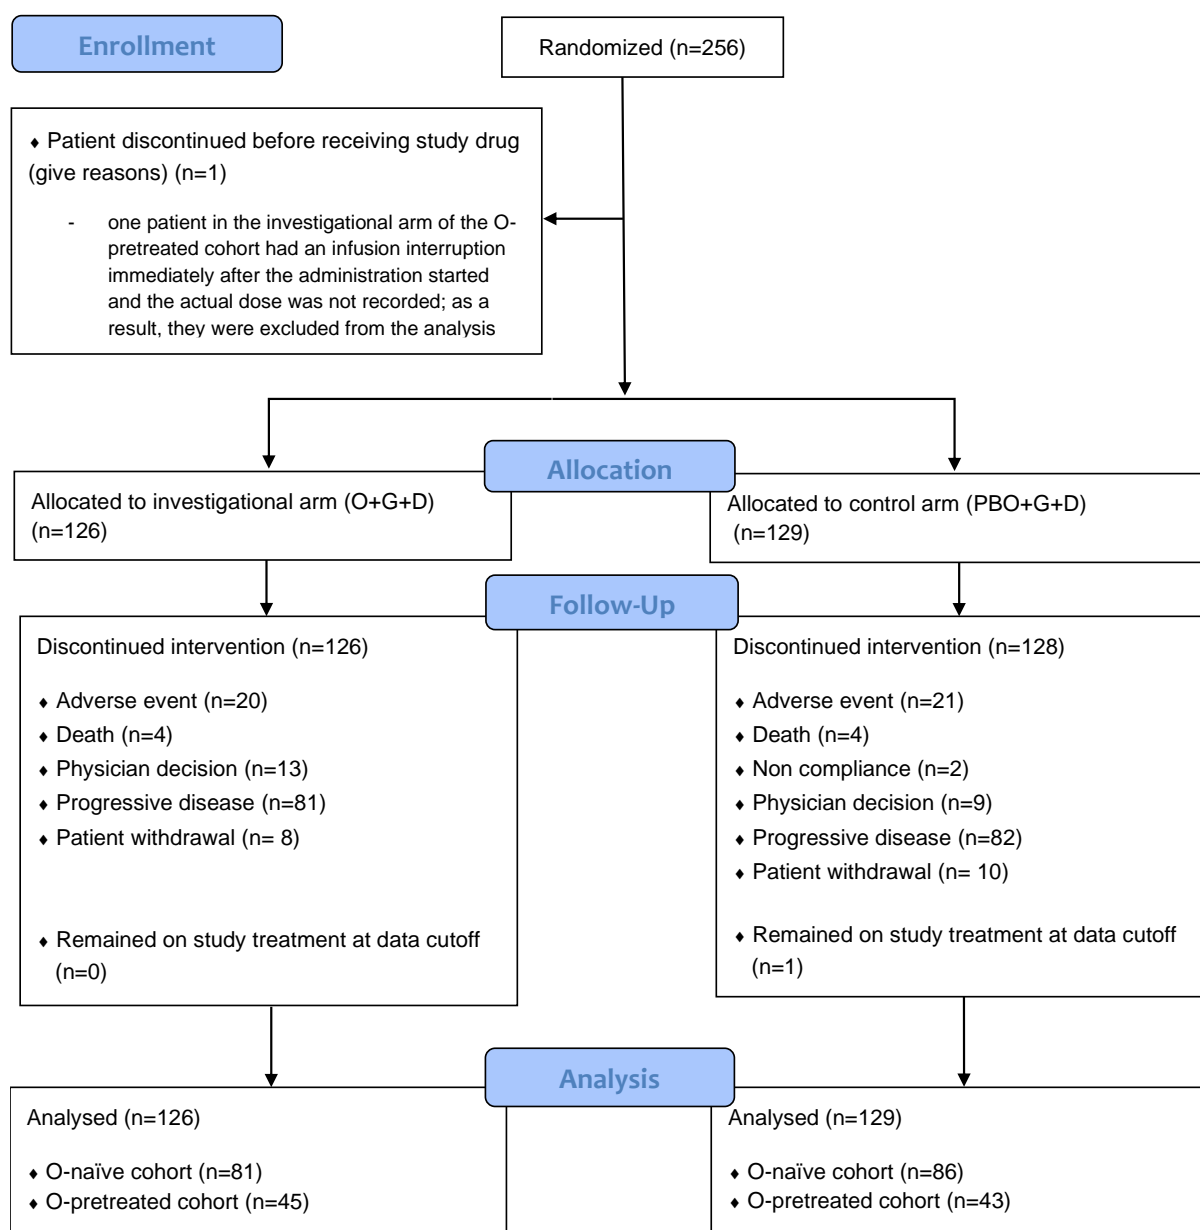 Enrollment
Randomized (n=256)
♦ Patient discontinued before receiving study drug
(give reasons) (n=1)
- one patient in the investigational arm of the O-
pretreated cohort had an infusion interruption
immediately after the administration started
and the actual dose was not recorded; as a
result, they were excluded from the analysis
Allocation
Allocated to investigational arm (O+G+D)
(n=126)
Allocated to control arm (PBO+G+D)
(n=129)
Follow-Up
Discontinued intervention (n=126)
♦ Adverse event (n=20)
♦ Death (n=4)
♦ Physician decision (n=13)
♦ Progressive disease (n=81)
♦ Patient withdrawal (n= 8)
♦ Remained on study treatment at data cutoff
(n=0)
Discontinued intervention (n=128)
♦ Adverse event (n=21)
♦ Death (n=4)
♦ Non compliance (n=2)
♦ Physician decision (n=9)
♦ Progressive disease (n=82)
♦ Patient withdrawal (n= 10)
♦ Remained on study treatment at data cutoff
(n=1)
Analysis
Analysed (n=126)
♦ O-naïve cohort (n=81)
♦ O-pretreated cohort (n=45)
Analysed (n=129)
♦ O-naïve cohort (n=86)
♦ O-pretreated cohort (n=43)